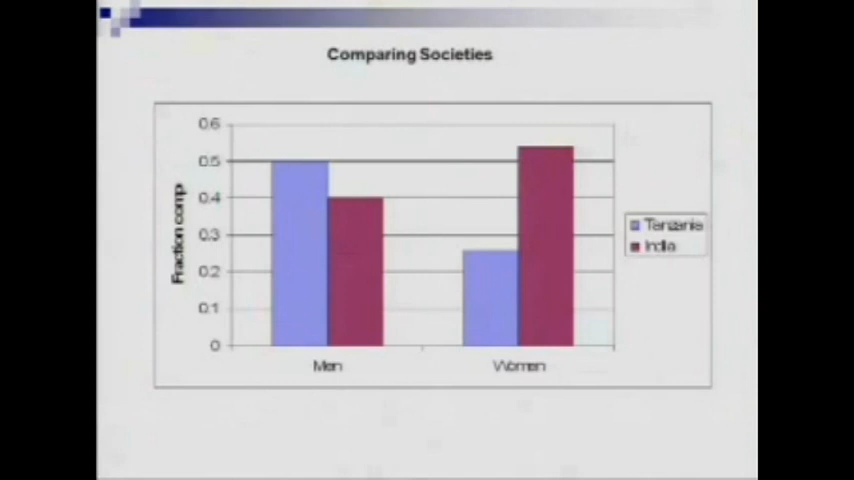 Comparing Societies
0.6
0.5
0.4
0.3
0.2
0.1
0
Fraction comp
Men
Women
Tanzania
India